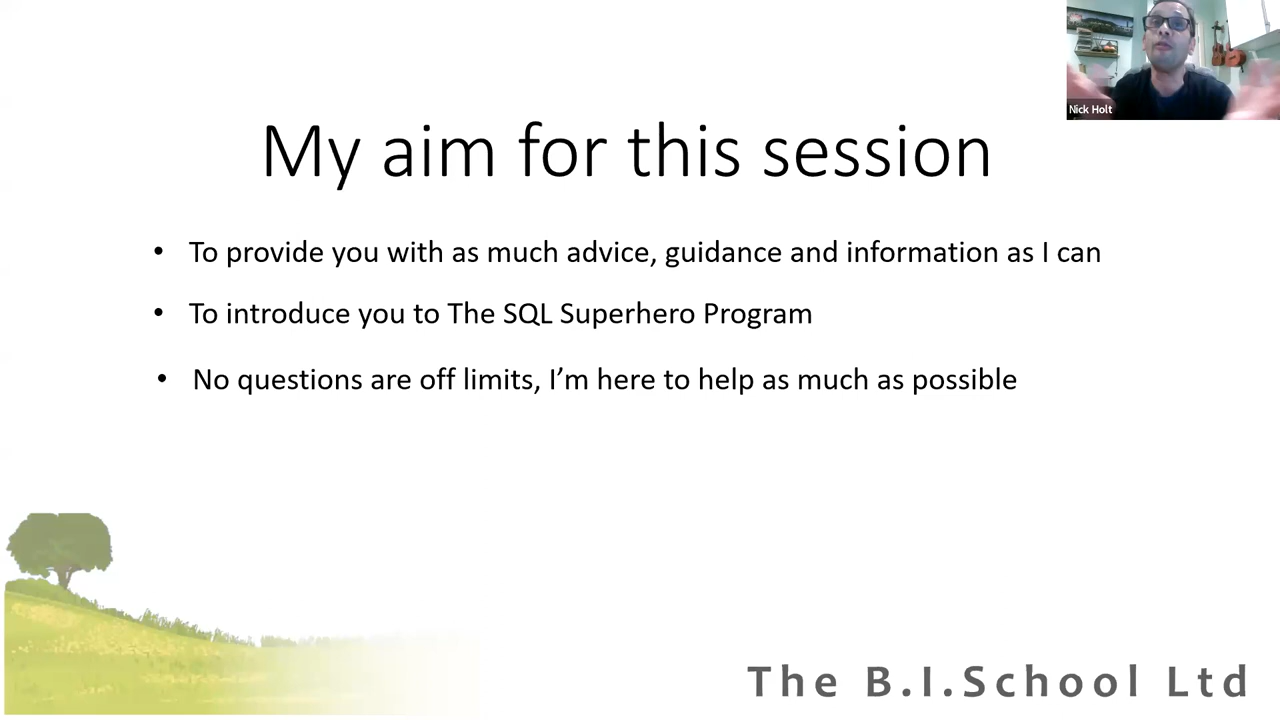 Nick Holt
My aim for this session
• To provide you with as much advice, guidance and information as I can
• To introduce you to The SQL Superhero Program
• No questions are off limits, I’m here to help as much as possible
The B.I.School Ltd